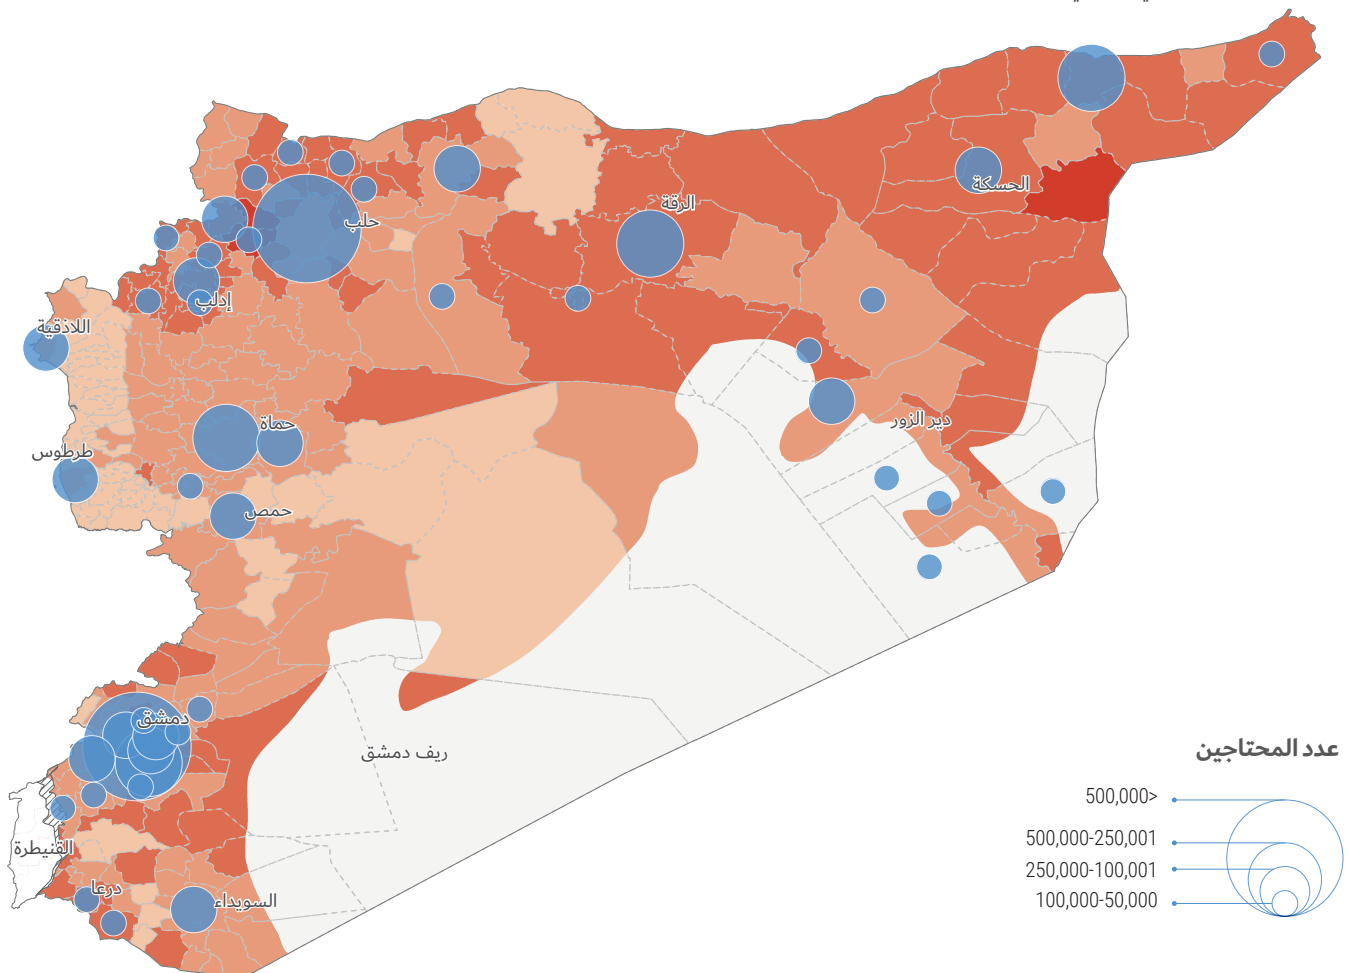 الحسكة
الرقة
حلب
إدلب
اللاذقية
حماة
دير الزور
طرطوس
حمص
دمشق
ريف دمشق
القنيطرة
درعا
السويداء
عدد المحتاجين
500,000>
500,000-250,001
250,000-100,001
100,000-50,000